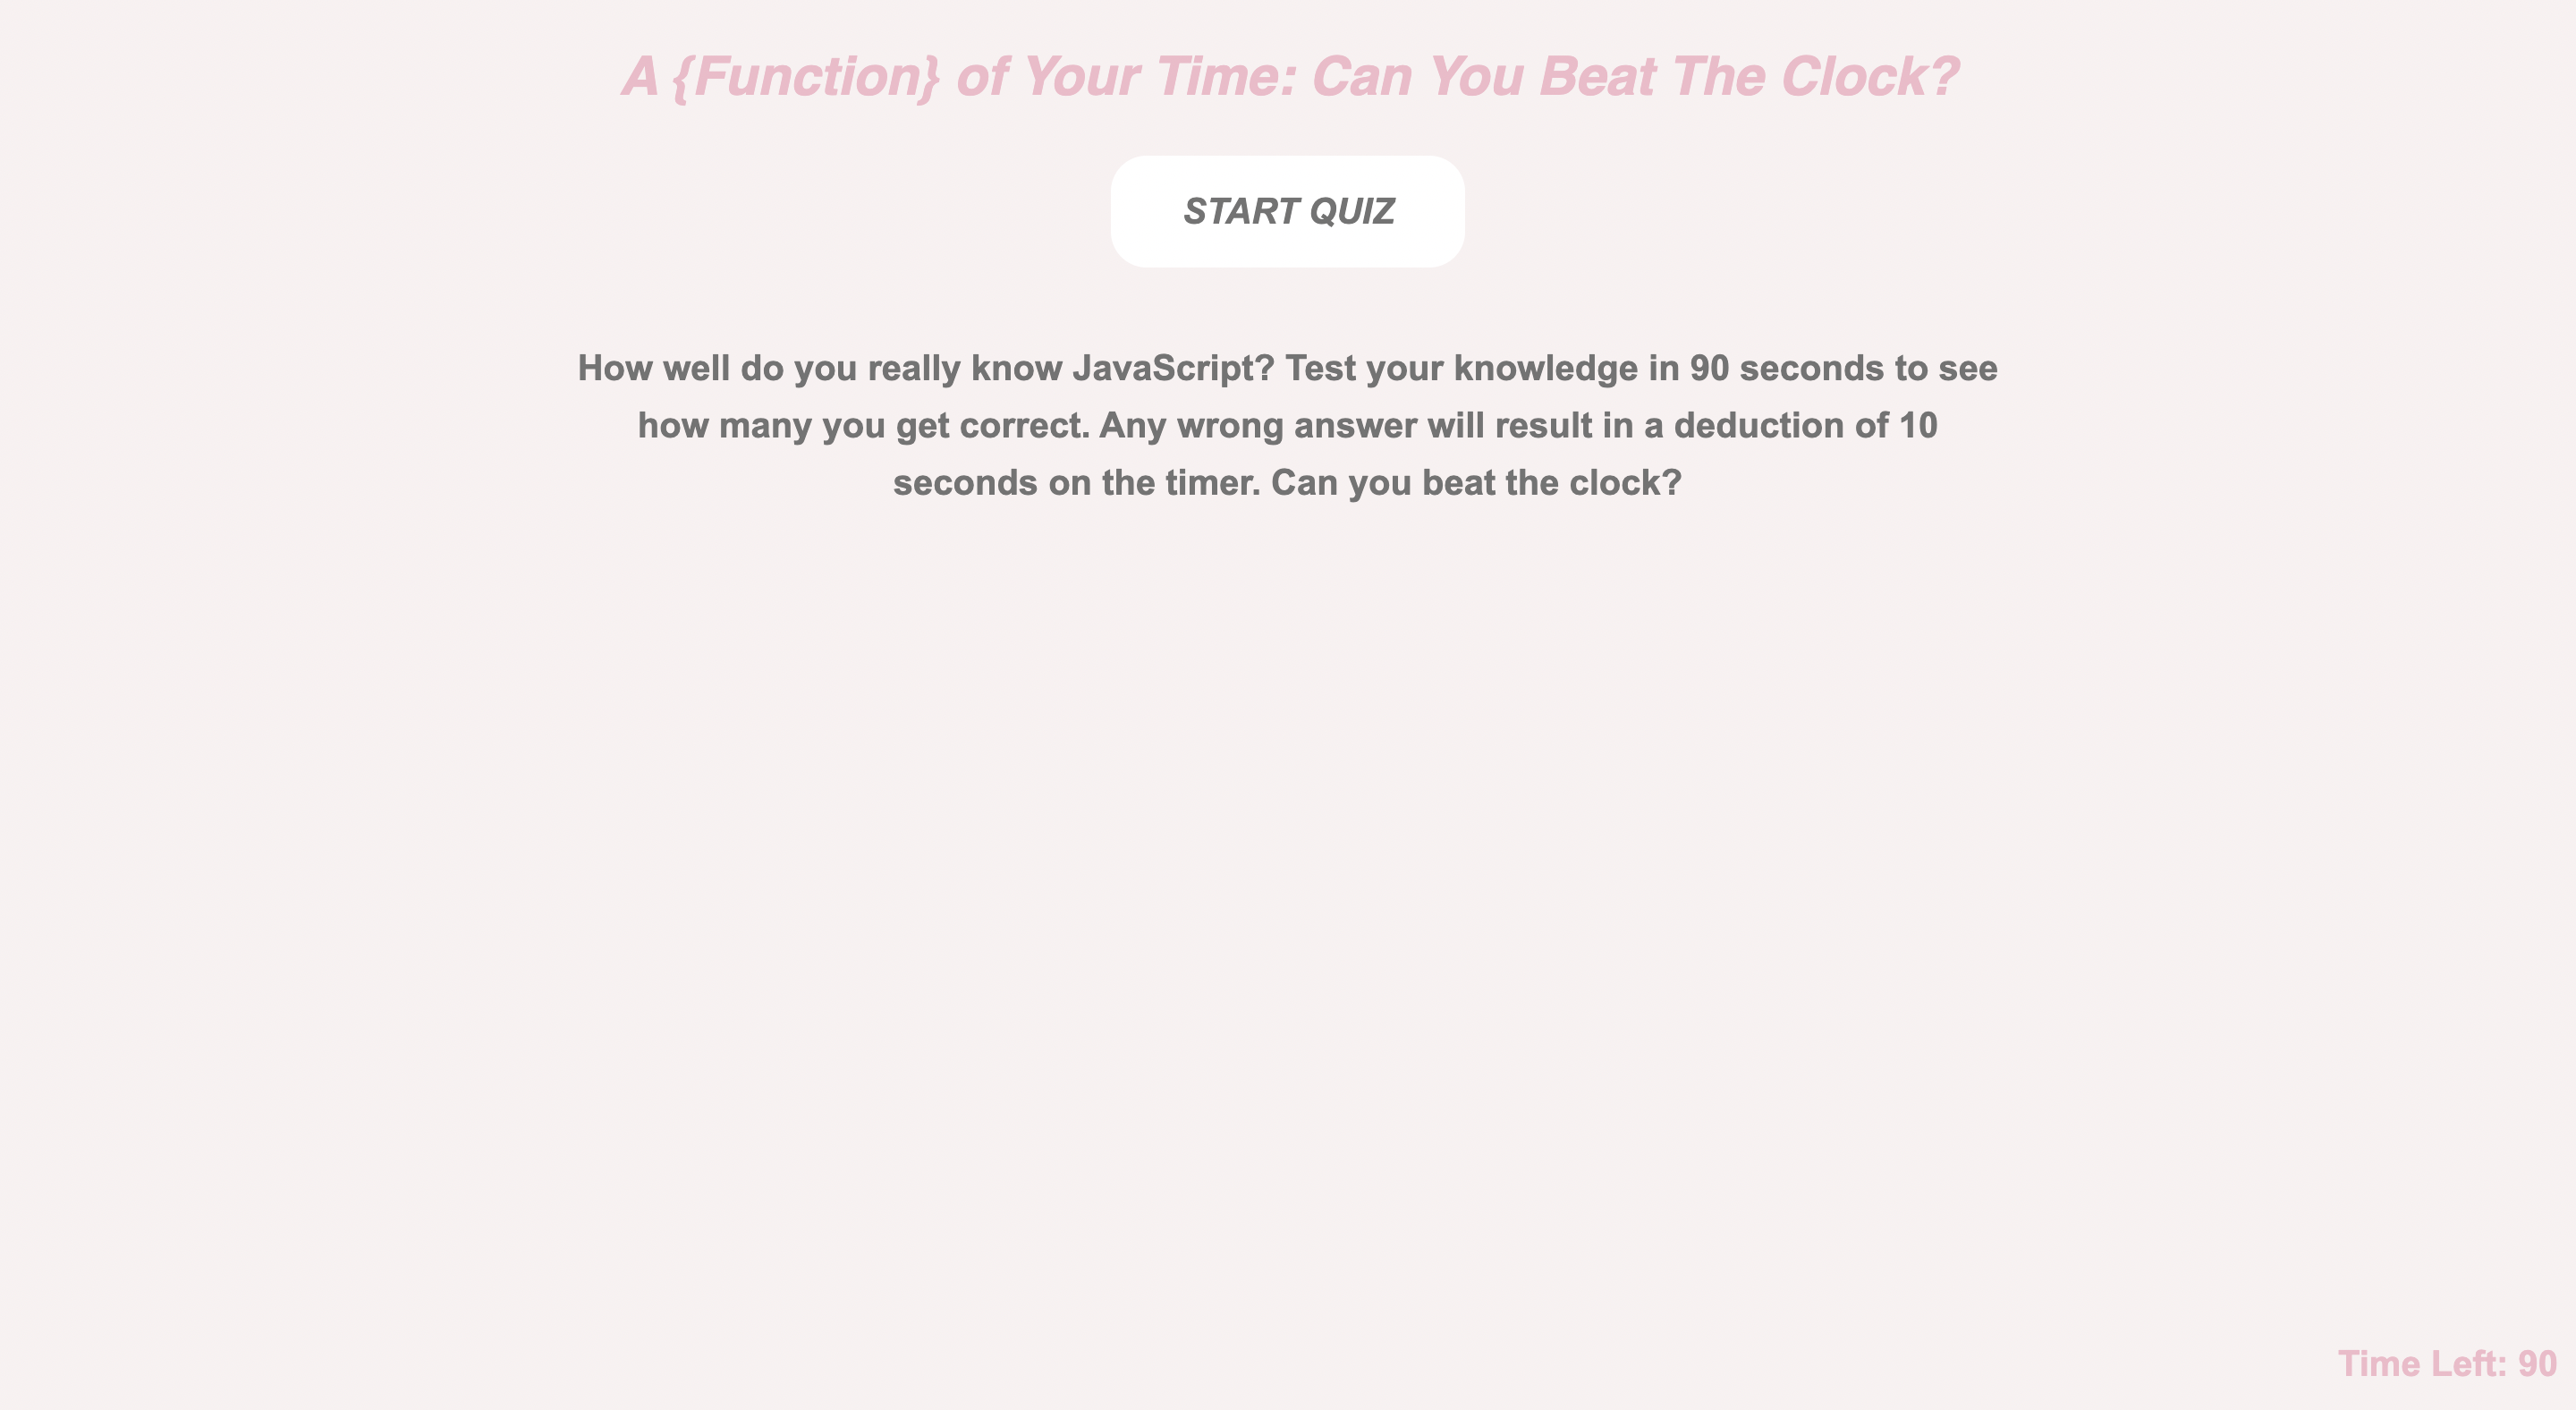 A {Function} of Your Time: Can You Beat The Clock?
START QUIZ
How well do you really know JavaScript? Test your knowledge in 90 seconds to see
how many you get correct. Any wrong answer will result in a deduction of 10
seconds on the timer. Can you beat the clock?
Time Left: 90